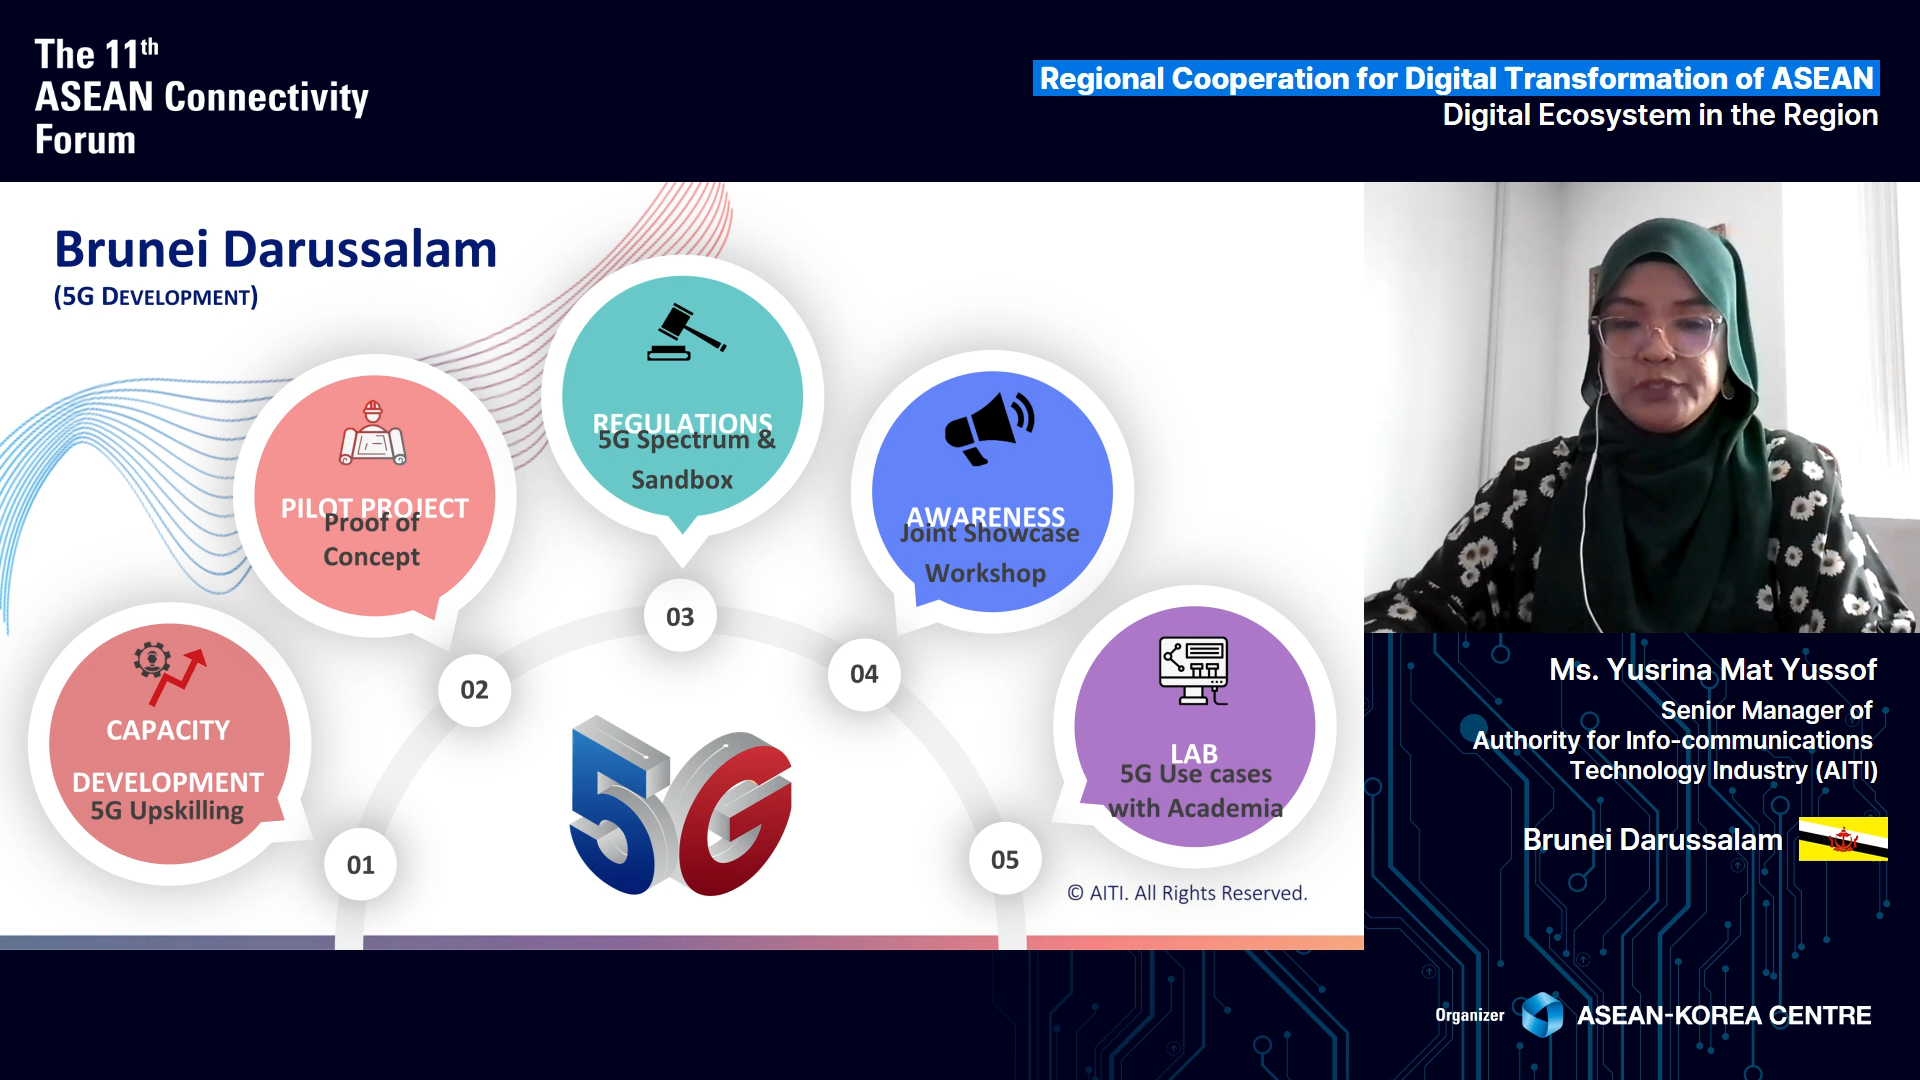 The 11th
ASEAN Connectivity
Forum
Regional Cooperation for Digital Transformation of ASEAN
Digital Ecosystem in the Region
Brunei Darussalam
(5G DEVELOPMENT)
CAPACITY
DEVELOPMENT
5G Upskilling
01
PILOT PROJECT
Proof of
Concept
02
REGULATIONS
5G Spectrum &
Sandbox
03
AWARENESS
Joint Showcase
Workshop
04
LAB
5G Use cases
with Academia
05
5G
© AITI. All Rights Reserved.
Ms. Yusrina Mat Yussof
Senior Manager of
Authority for Info-communications
Technology Industry (AITI)
Brunei Darussalam
Organizer ASEAN-KOREA CENTRE